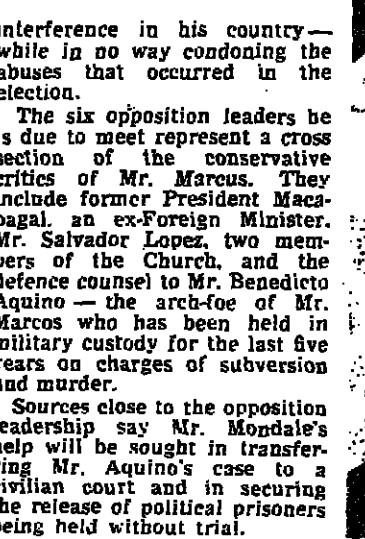 interference in his country—
while in no way condoning the
abuses that occurred in the
election.
The six opposition leaders he
is due to meet represent a cross
section of the conservative
critics of Mr. Marcus. They
include former President Maca-
pagal, an ex-Foreign Minister,
Mr. Salvador Lopez, two mem-
bers of the Church, and the
defence counsel to Mr. Benedicto
Aquino — the arch-foe of Mr.
Marcos who has been held in
military custody for the last five
years on charges of subversion
and murder.
Sources close to the opposition
leadership say Mr. Mondale's
help will be sought in transfer-
ring Mr. Aquino's case to a
civilian court and in securing
the release of political prisoners
being held without trial.